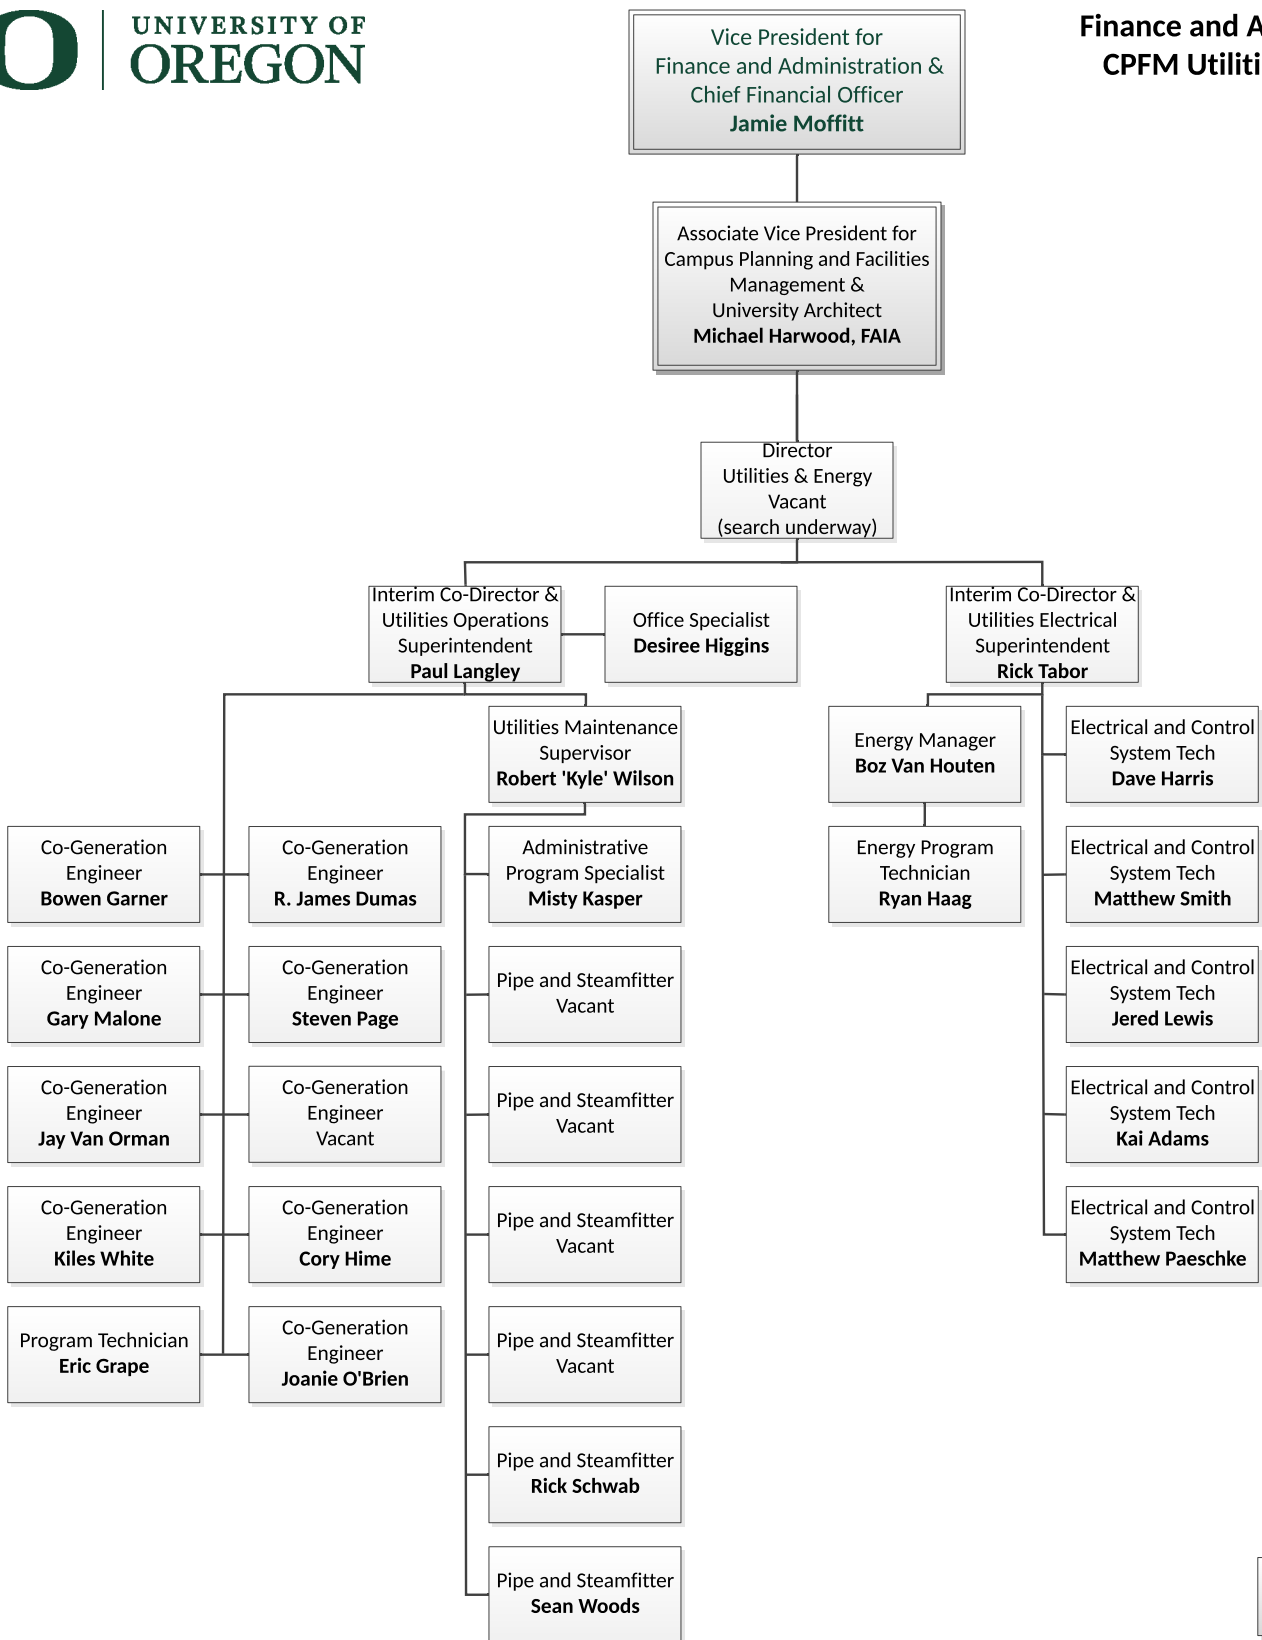 UNIVERSITY OF
OREGON
Finance and A
CPFM Utiliti
Vice President for
Finance and Administration &
Chief Financial Officer
Jamie Moffitt
Associate Vice President for
Campus Planning and Facilities
Management &
University Architect
Michael Harwood, FAIA
Director
Utilities & Energy
Vacant
(search underway)
Interim Co-Director &
Utilities Operations
Superintendent
Paul Langley
Office Specialist
Desiree Higgins
Interim Co-Director &
Utilities Electrical
Superintendent
Rick Tabor
Utilities Maintenance
Supervisor
Robert 'Kyle' Wilson
Energy Manager
Boz Van Houten
Electrical and Control
System Tech
Dave Harris
Co-Generation
Engineer
Bowen Garner
Co-Generation
Engineer
R. James Dumas
Administrative
Program Specialist
Misty Kasper
Energy Program
Technician
Ryan Haag
Electrical and Control
System Tech
Matthew Smith
Co-Generation
Engineer
Gary Malone
Co-Generation
Engineer
Steven Page
Pipe and Steamfitter
Vacant
Electrical and Control
System Tech
Jered Lewis
Co-Generation
Engineer
Jay Van Orman
Co-Generation
Engineer
Vacant
Pipe and Steamfitter
Vacant
Electrical and Control
System Tech
Kai Adams
Co-Generation
Engineer
Kiles White
Co-Generation
Engineer
Cory Hime
Pipe and Steamfitter
Vacant
Electrical and Control
System Tech
Matthew Paeschke
Program Technician
Eric Grape
Co-Generation
Engineer
Joanie O'Brien
Pipe and Steamfitter
Vacant
Pipe and Steamfitter
Rick Schwab
Pipe and Steamfitter
Sean Woods